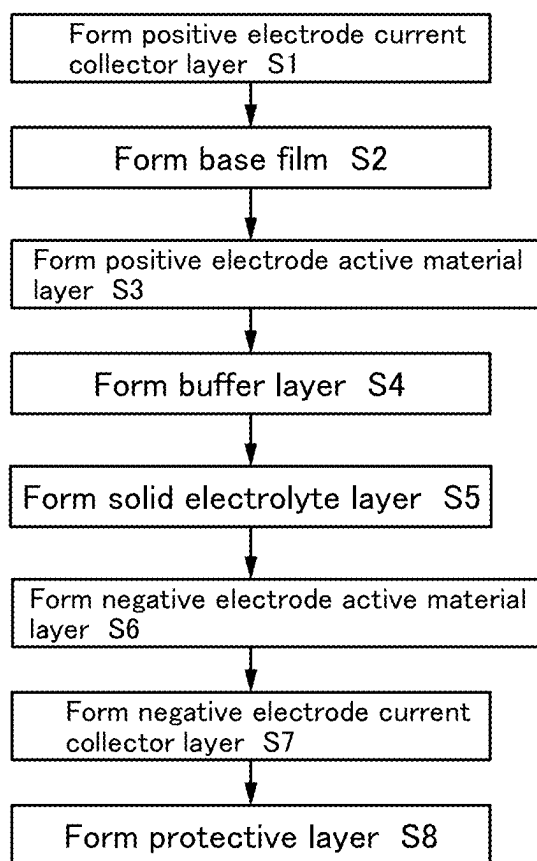 Form positive electrode current
collector layer S1
Form base film S2
Form positive electrode active material
layer S3
Form buffer layer S4
Form solid electrolyte layer S5
Form negative electrode active material
layer S6
Form negative electrode current
collector layer S7
Form protective layer S8